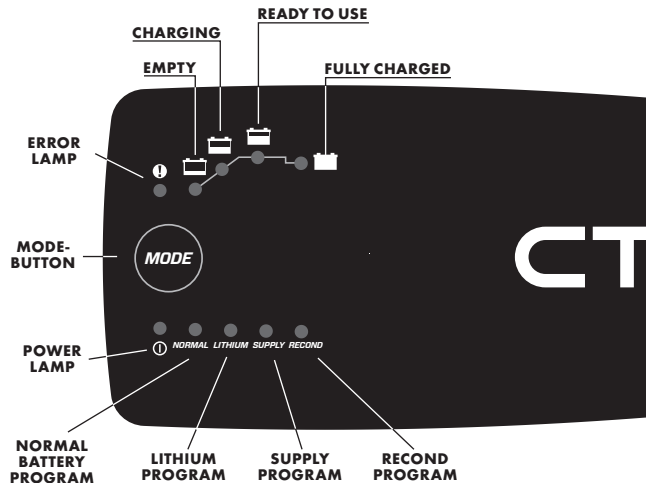 READY TO USE
CHARGING
EMPTY
FULLY CHARGED
ERROR
LAMP
MODE-
BUTTON
MODE
CT
POWER
LAMP
NORMAL LITHIUM SUPPLY RECOND
NORMAL
BATTERY
PROGRAM
LITHIUM
PROGRAM
SUPPLY
PROGRAM
RECOND
PROGRAM